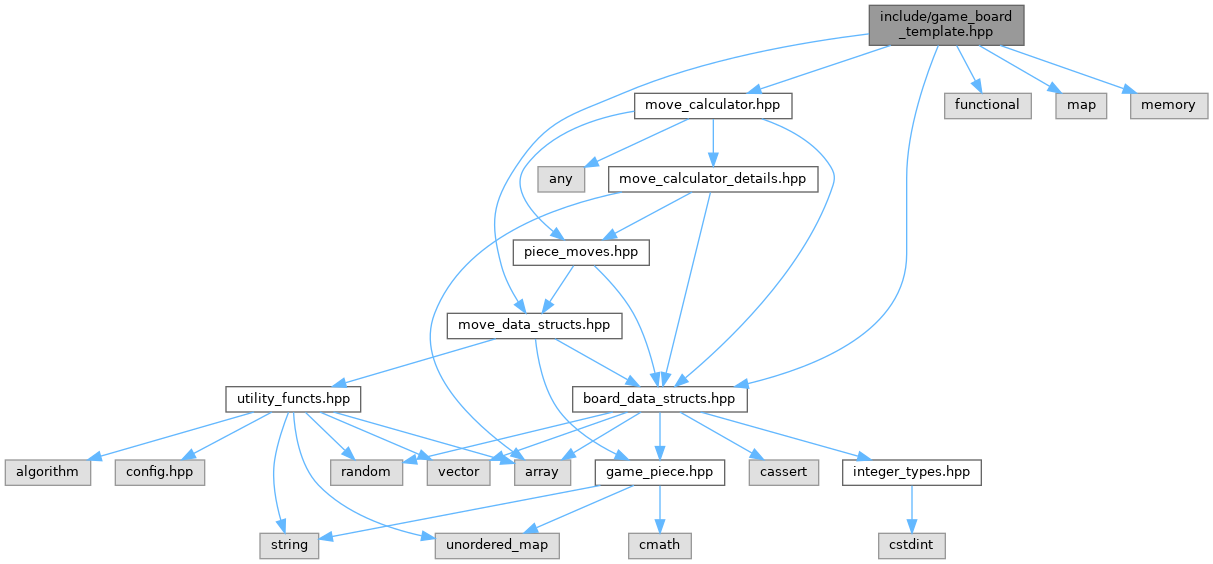 include/game_board
_template.hpp
move_calculator.hpp
functional
map
memory
any
move_calculator_details.hpp
piece_moves.hpp
move_data_structs.hpp
utility_functs.hpp
board_data_structs.hpp
algorithm
config.hpp
random
vector
array
game_piece.hpp
cassert
integer_types.hpp
string
unordered_map
cmath
cstdint